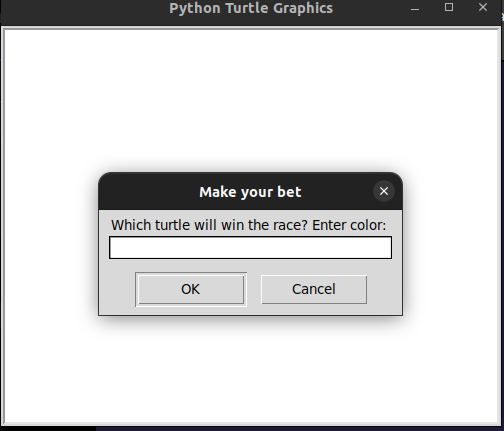 Python Turtle Graphics
Make your bet
Which turtle will win the race? Enter color:
OK
Cancel